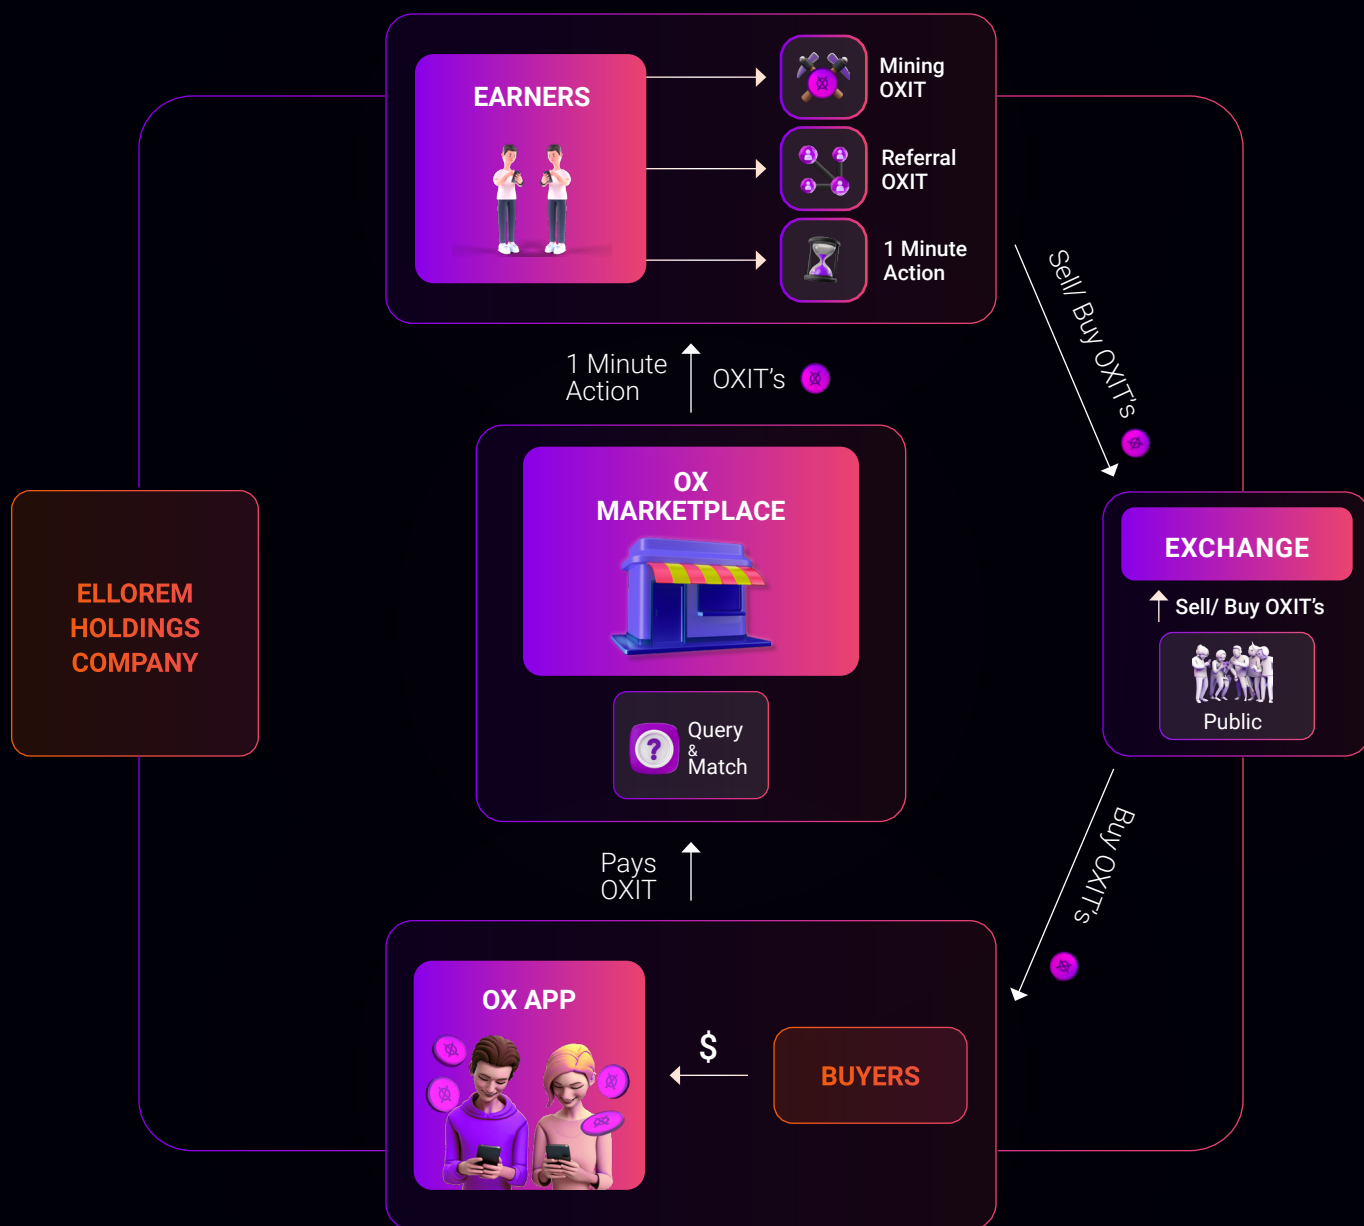 EARNERS
Mining
OXIT
Referral
OXIT
1 Minute
Action
Sell/ Buy OXIT’s
1 Minute
Action
OXIT’s
OX
MARKETPLACE
Query
&
Match
ELLOREM
HOLDINGS
COMPANY
EXCHANGE
Sell/ Buy OXIT’s
Public
Pays
OXIT
Buy OXIT’s
OX APP
$
BUYERS